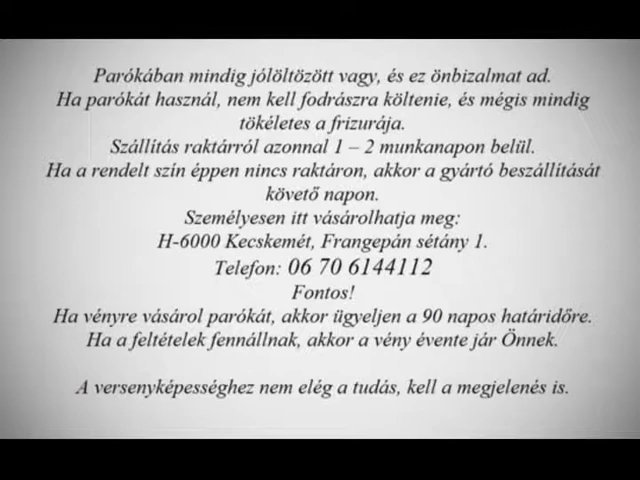 Parókában mindig jólöltözött vagy, és ez önbizalmat ad.
Ha parókát használ, nem kell fodrászra költenie, és mégis mindig
tökéletes a frizurája.
Szállítás raktárról azonnal 1 – 2 munkanapon belül.
Ha a rendelt szín éppen nincs raktáron, akkor a gyártó beszállítását
követő napon.
Személyesen itt vásárolhatja meg:
H-6000 Kecskemét, Frangepán sétány 1.
Telefon: 06 70 6144112
Fontos!
Ha vényre vásárol parókát, akkor ügyeljen a 90 napos határidőre.
Ha a feltételek fennállnak, akkor a vény évente jár Önnek.
A versenyképességhez nem elég a tudás, kell a megjelenés is.